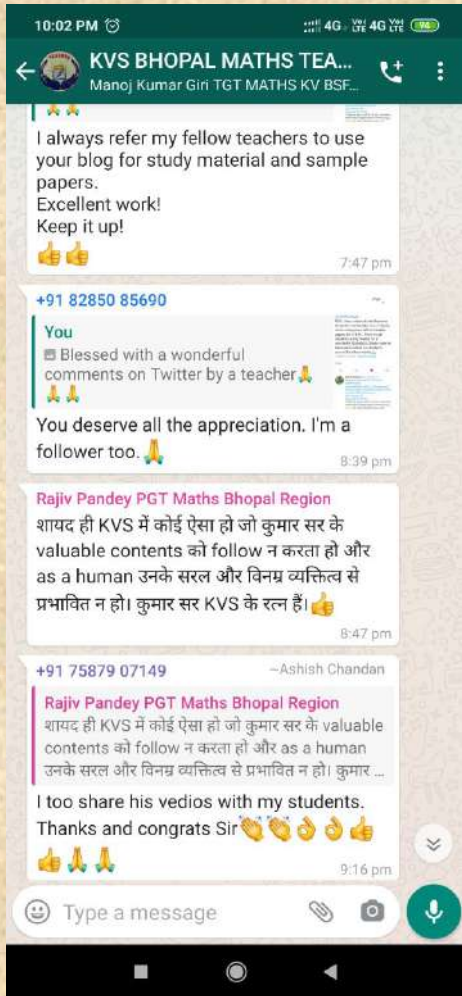 10:02 PM 4G VoLTE 4G VoLTE 94
KVS BHOPAL MATHS TEA...
Manoj Kumar Giri TGT MATHS KV BSF...
I always refer my fellow teachers to use
your blog for study material and sample
papers.
Excellent work!
Keep it up!
7:47 pm
+91 82850 85690
You
Blessed with a wonderful
comments on Twitter by a teacher
You deserve all the appreciation. I'm a
follower too.
8:39 pm
Rajiv Pandey PGT Maths Bhopal Region
शायद ही KVS में कोई ऐसा हो जो कुमार सर के
valuable contents को follow न करता हो और
as a human उनके सरल और विनम्र व्यक्तित्व से
प्रभावित न हो। कुमार सर KVS के रत्न हैं।
8:47 pm
+91 75879 07149 ~Ashish Chandan
Rajiv Pandey PGT Maths Bhopal Region
शायद ही KVS में कोई ऐसा हो जो कुमार सर के valuable
contents को follow न करता हो और as a human
उनके सरल और विनम्र व्यक्तित्व से प्रभावित न हो। कुमार ...
I too share his vedios with my students.
Thanks and congrats Sir
9:16 pm
Type a message